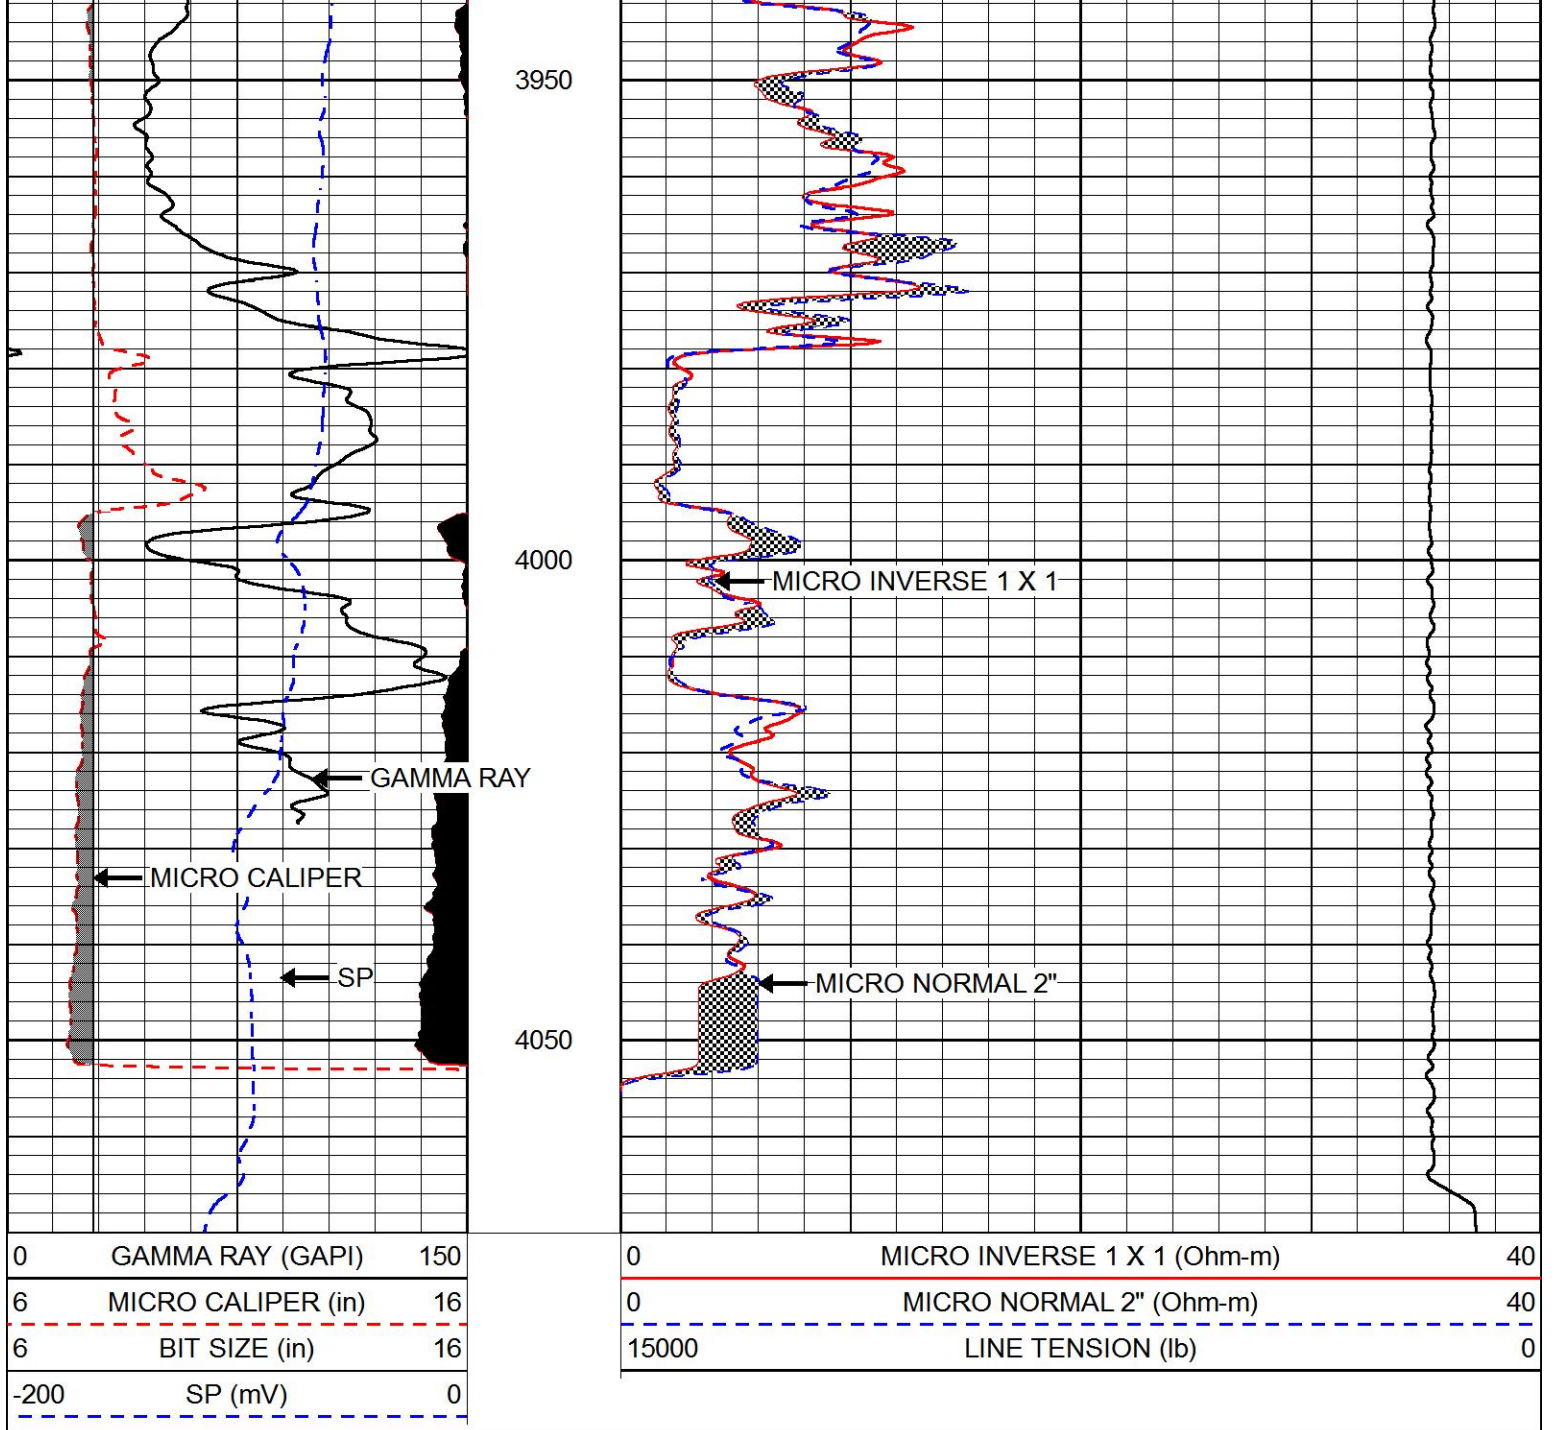 3950
4000
MICRO INVERSE 1 X 1
GAMMA RAY
MICRO CALIPER
SP
MICRO NORMAL 2"
4050
0 GAMMA RAY (GAPI) 150
6 MICRO CALIPER (in) 16
6 BIT SIZE (in) 16
-200 SP (mV) 0
0 MICRO INVERSE 1 X 1 (Ohm-m) 40
0 MICRO NORMAL 2" (Ohm-m) 40
15000 LINE TENSION (lb) 0